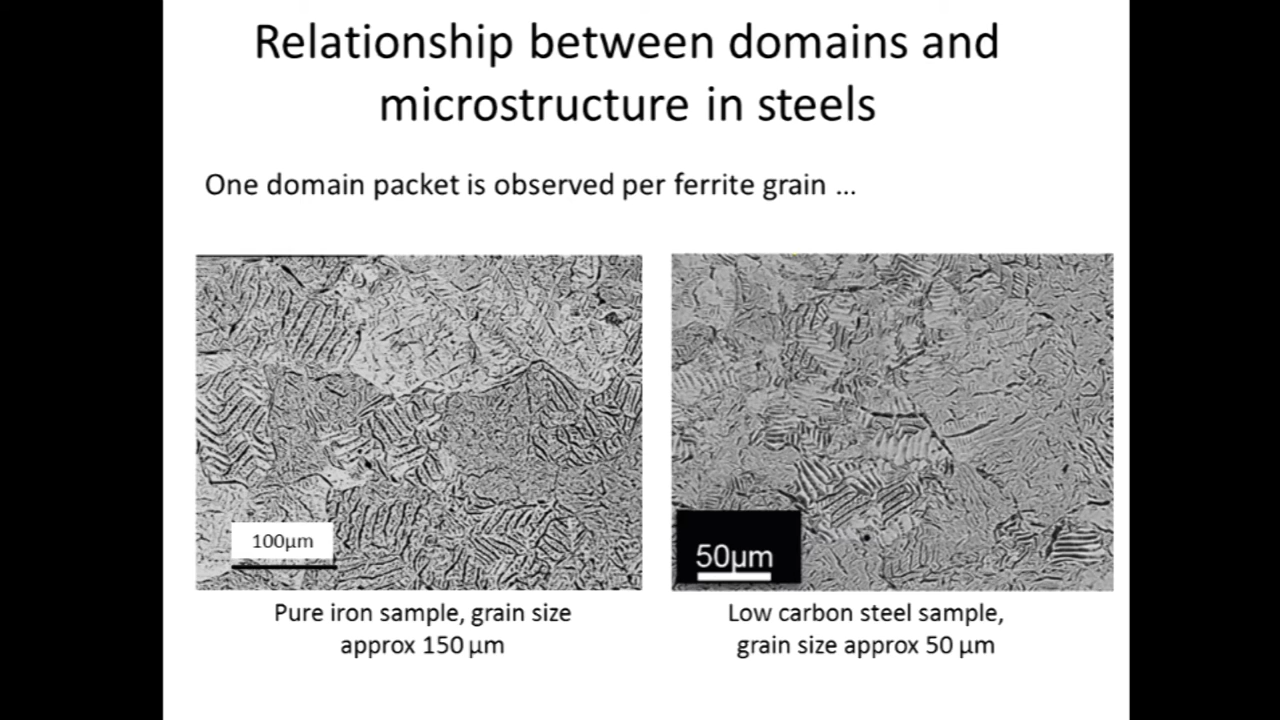 Relationship between domains and
microstructure in steels
One domain packet is observed per ferrite grain ...
100μm
50μm
Pure iron sample, grain size
approx 150 μm
Low carbon steel sample,
grain size approx 50 μm